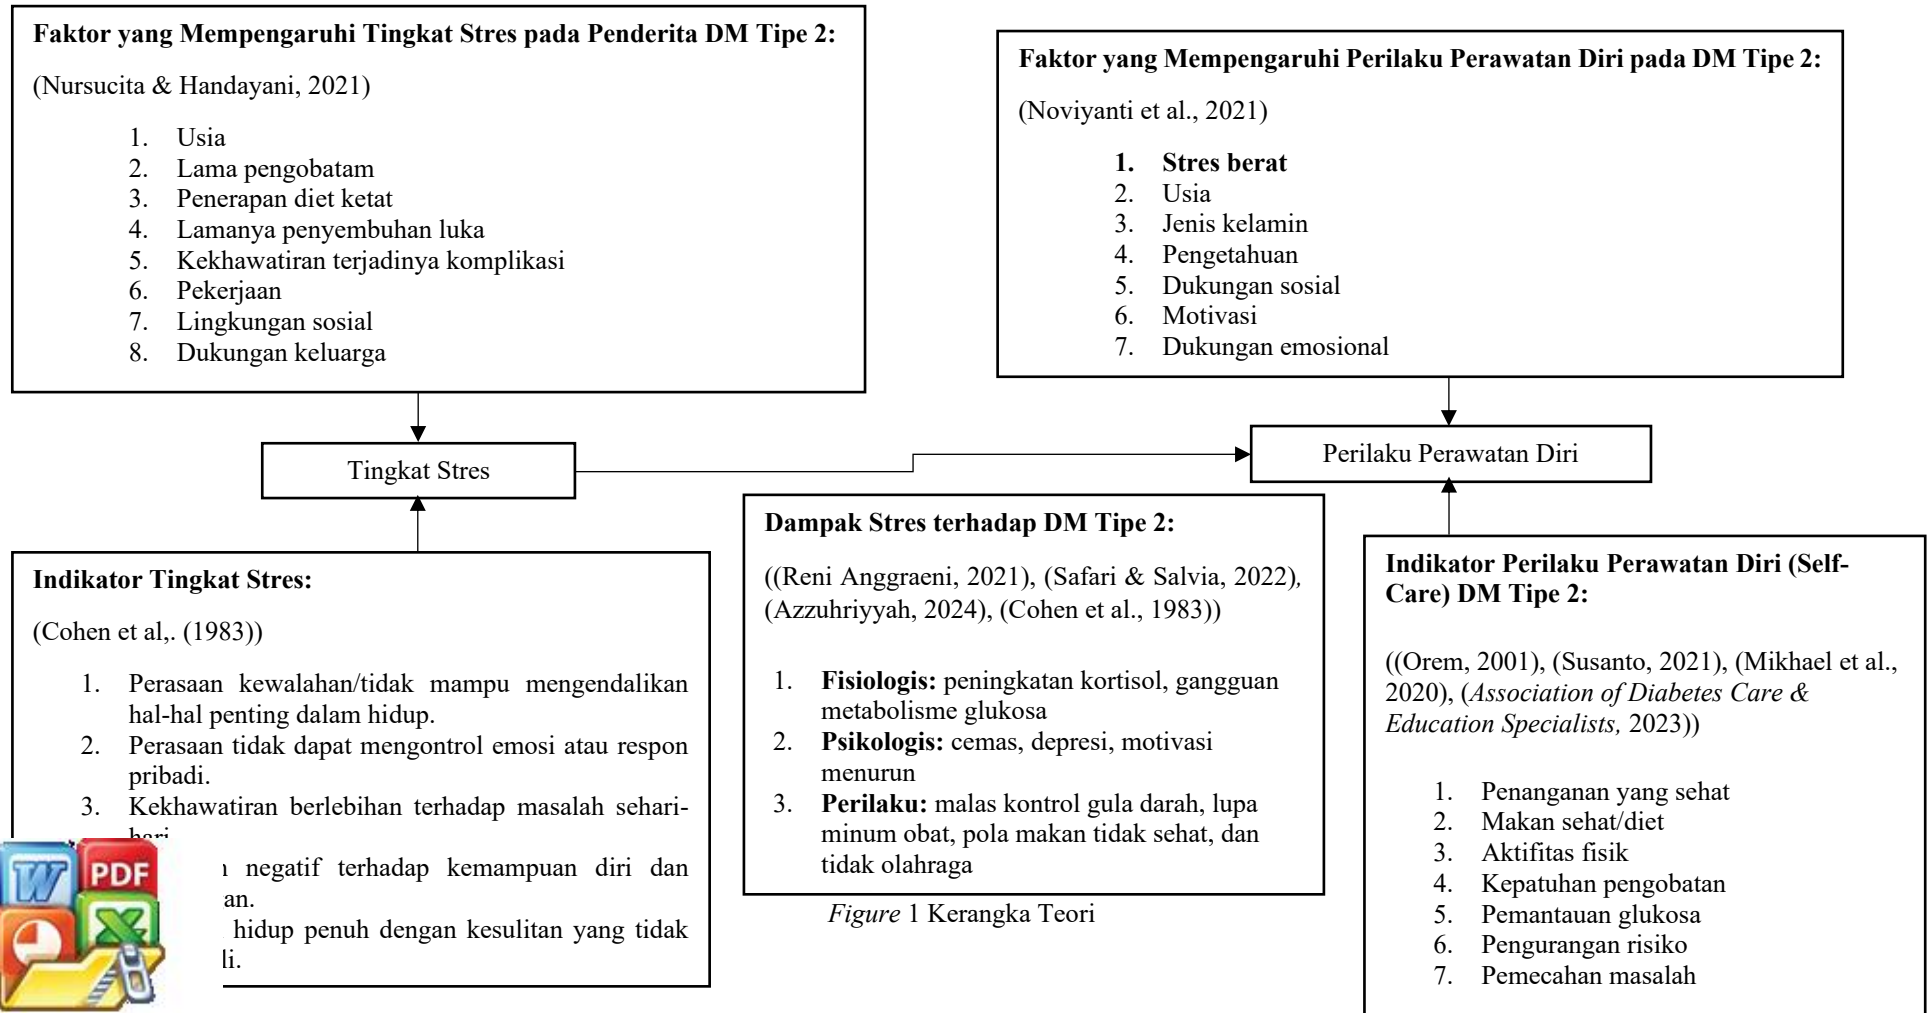 Faktor yang Mempengaruhi Tingkat Stres pada Penderita DM Tipe 2:
(Nursucita & Handayani, 2021)
1. Usia
2. Lama pengobatam
3. Penerapan diet ketat
4. Lamanya penyembuhan luka
5. Kekhawatiran terjadinya komplikasi
6. Pekerjaan
7. Lingkungan sosial
8. Dukungan keluarga
Faktor yang Mempengaruhi Perilaku Perawatan Diri pada DM Tipe 2:
(Noviyanti et al., 2021)
1. Stres berat
2. Usia
3. Jenis kelamin
4. Pengetahuan
5. Dukungan sosial
6. Motivasi
7. Dukungan emosional
Tingkat Stres
Perilaku Perawatan Diri
Indikator Tingkat Stres:
(Cohen et al,. (1983))
1. Perasaan kewalahan/tidak mampu mengendalikan
hal-hal penting dalam hidup.
2. Perasaan tidak dapat mengontrol emosi atau respon
pribadi.
3. Kekhawatiran berlebihan terhadap masalah sehari-
hari
negatif terhadap kemampuan diri dan
an.
hidup penuh dengan kesulitan yang tidak
li.
W PDF X
Dampak Stres terhadap DM Tipe 2:
((Reni Anggraeni, 2021), (Safari & Salvia, 2022),
(Azzuhriyyah, 2024), (Cohen et al., 1983))
1. Fisiologis: peningkatan kortisol, gangguan
metabolisme glukosa
2. Psikologis: cemas, depresi, motivasi
menurun
3. Perilaku: malas kontrol gula darah, lupa
minum obat, pola makan tidak sehat, dan
tidak olahraga
Figure 1 Kerangka Teori
Indikator Perilaku Perawatan Diri (Self-
Care) DM Tipe 2:
((Orem, 2001), (Susanto, 2021), (Mikhael et al.,
2020), (Association of Diabetes Care &
Education Specialists, 2023))
1. Penanganan yang sehat
2. Makan sehat/diet
3. Aktifitas fisik
4. Kepatuhan pengobatan
5. Pemantauan glukosa
6. Pengurangan risiko
7. Pemecahan masalah